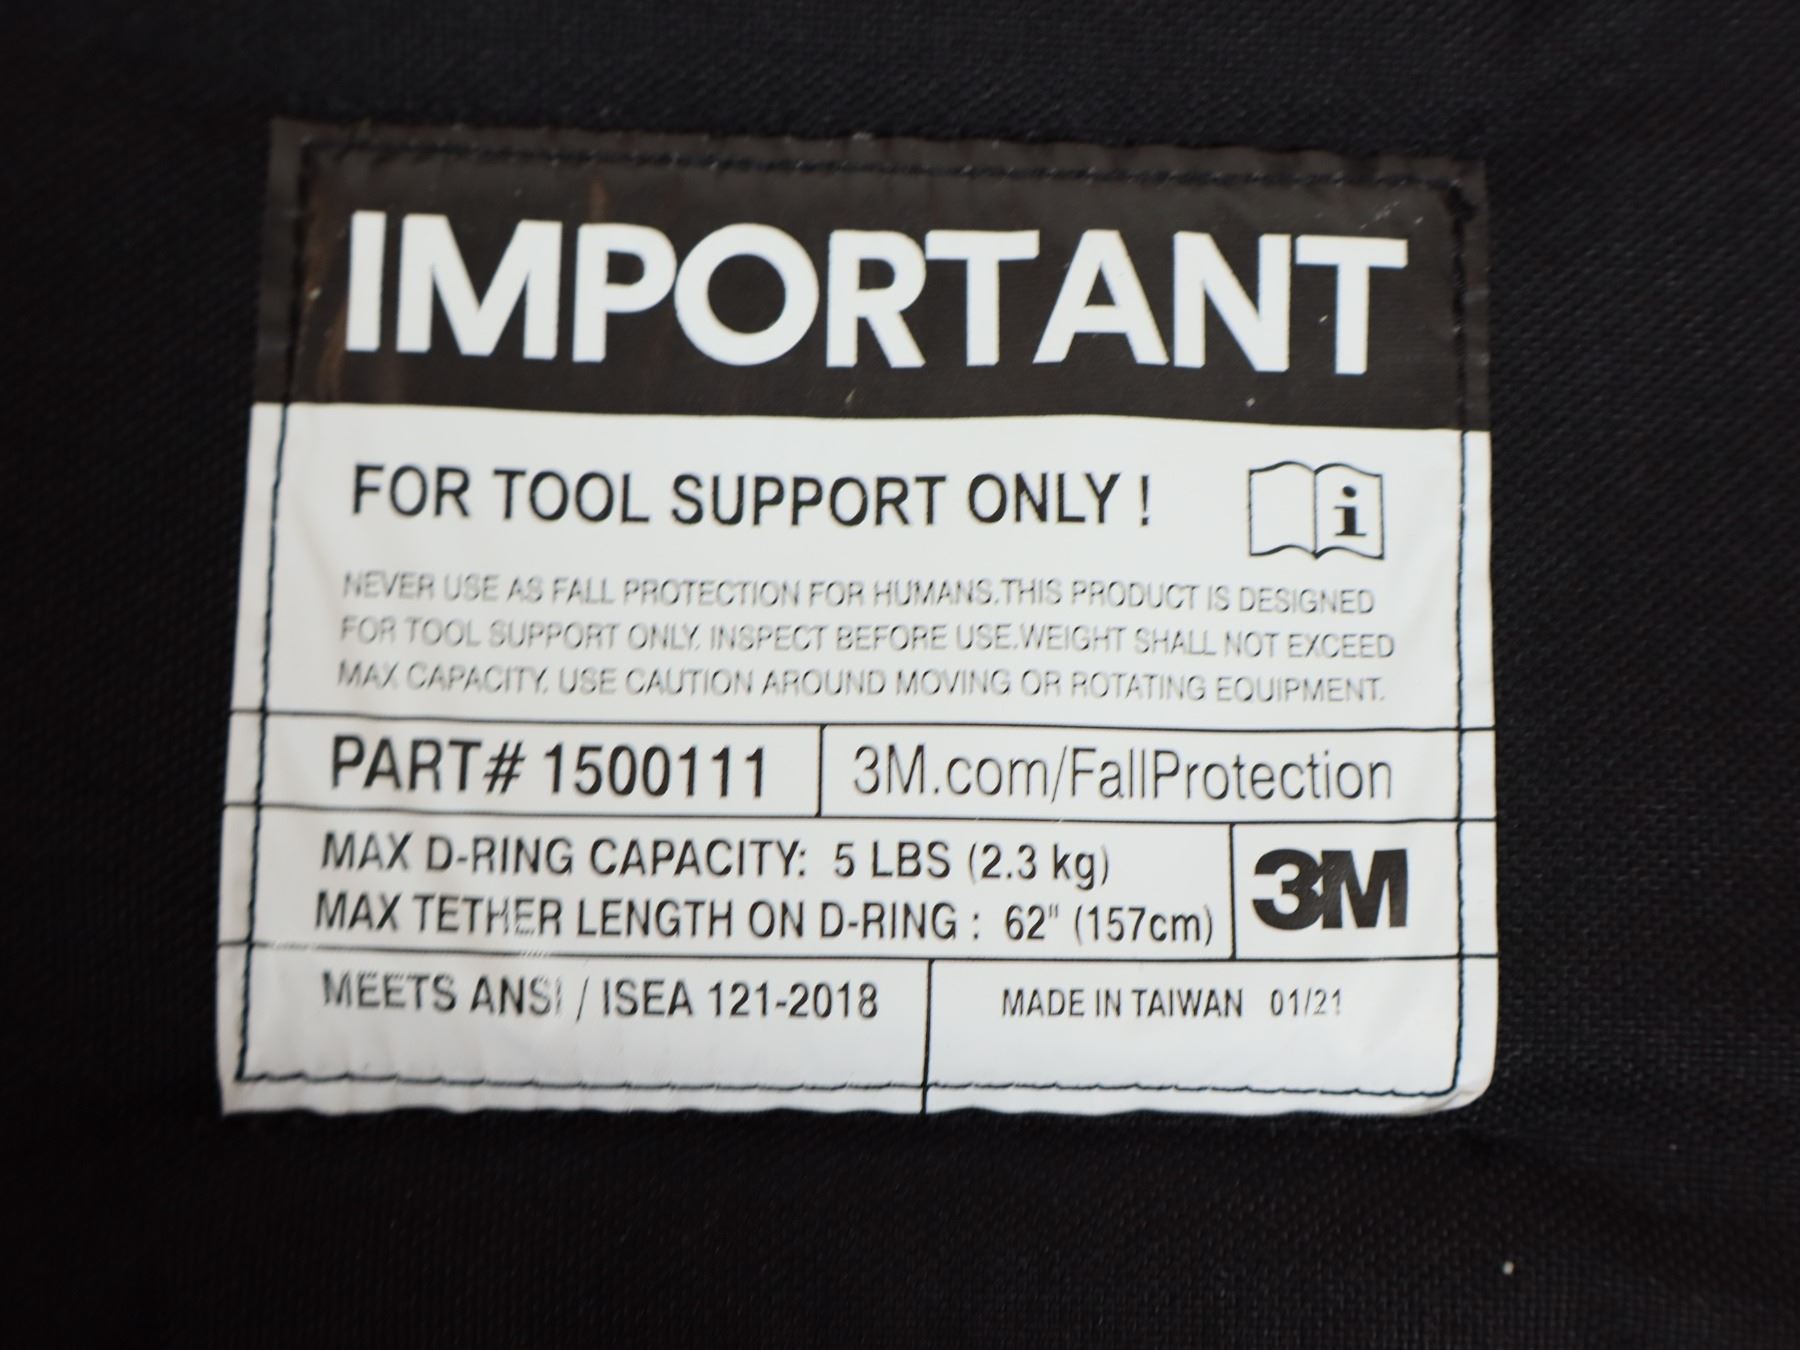 IMPORTANT
FOR TOOL SUPPORT ONLY !
i
NEVER USE AS FALL PROTECTION FOR HUMANS.THIS PRODUCT IS DESIGNED
FOR TOOL SUPPORT ONLY. INSPECT BEFORE USE.WEIGHT SHALL NOT EXCEED
MAX CAPACITY. USE CAUTION AROUND MOVING OR ROTATING EQUIPMENT.
PART# 1500111
3M.com/FallProtection
MAX D-RING CAPACITY: 5 LBS (2.3 kg)
MAX TETHER LENGTH ON D-RING : 62" (157cm)
3M
MEETS ANSI / ISEA 121-2018
MADE IN TAIWAN 01/21